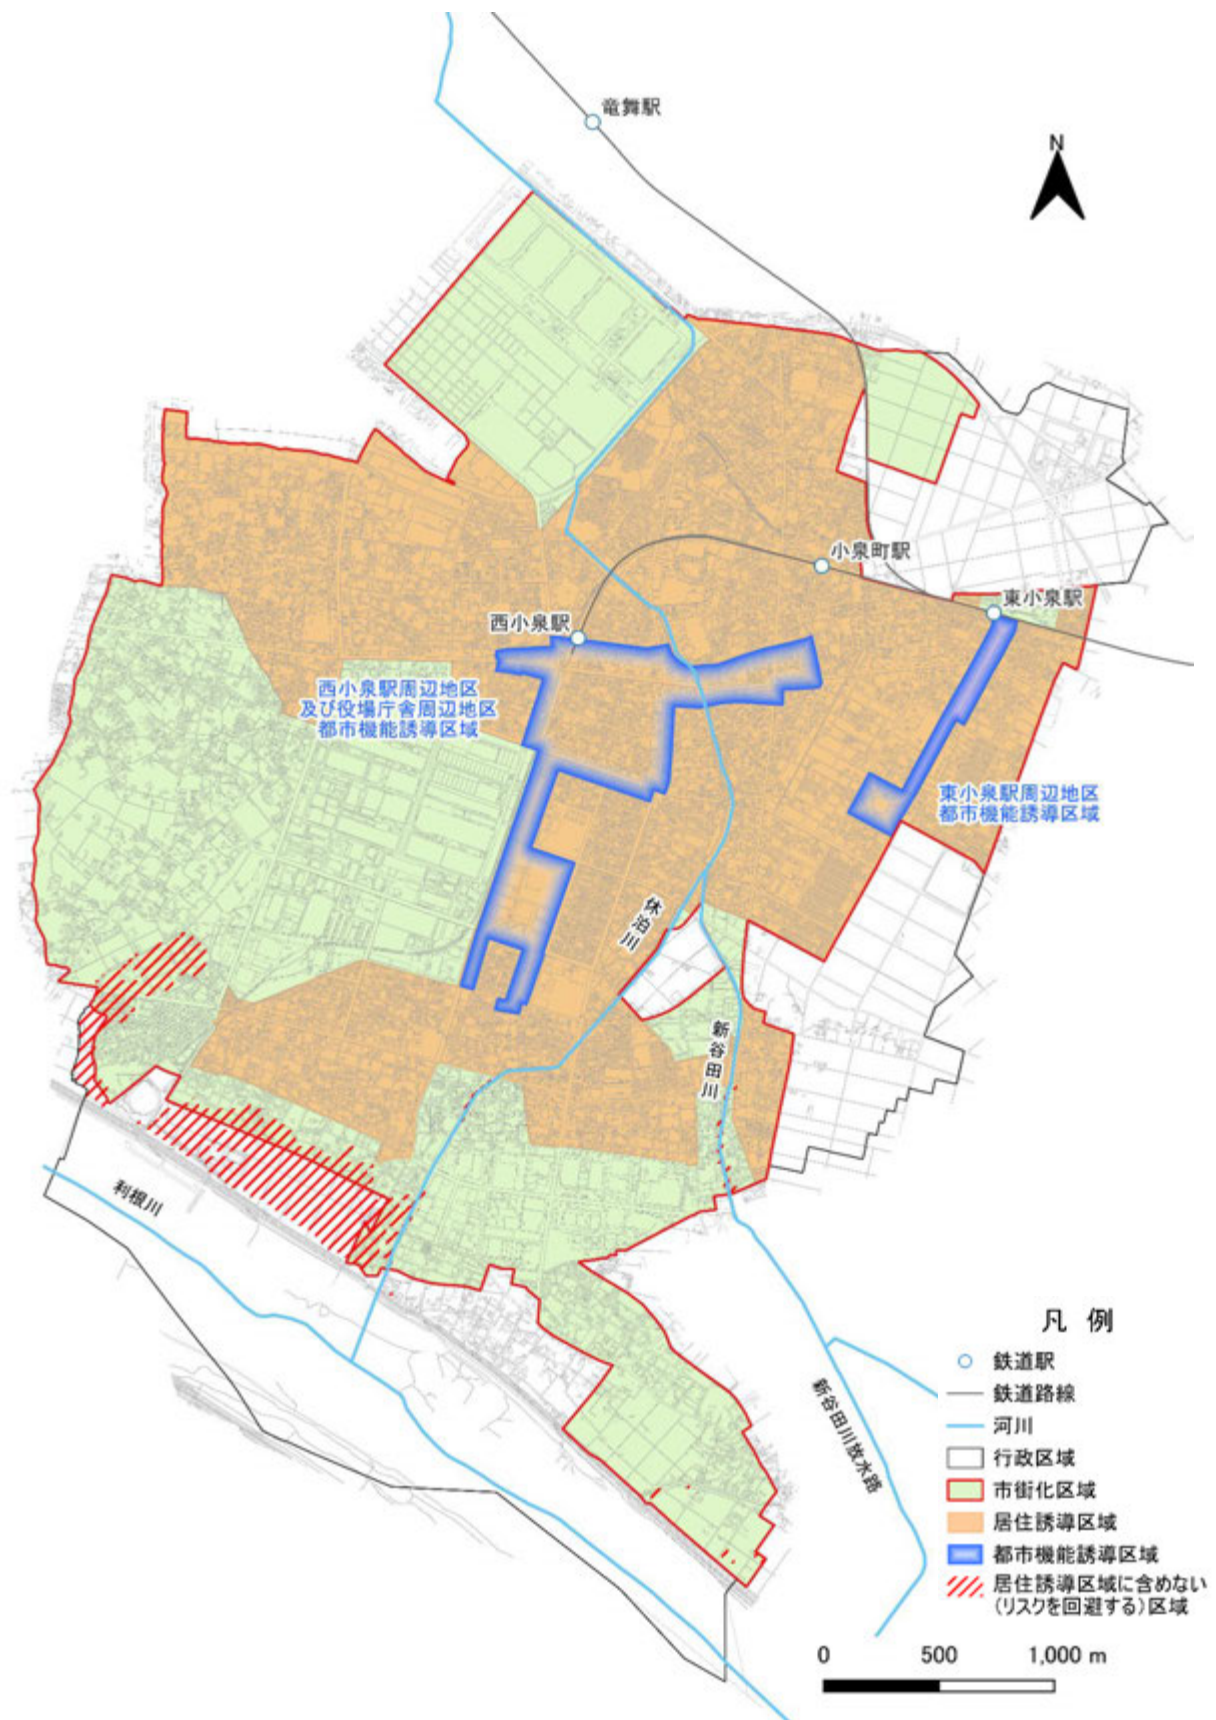 竜舞駅
N
小泉町駅
東小泉駅
西小泉駅
西小泉駅周辺地区
及び役場庁舎周辺地区
都市機能誘導区域
東小泉駅周辺地区
都市機能誘導区域
休泊川
新谷田川
利根川
新谷田川放水路
凡 例
鉄道駅
鉄道路線
河川
行政区域
市街化区域
居住誘導区域
都市機能誘導区域
居住誘導区域に含めない
(リスクを回避する)区域
0 500 1,000 m